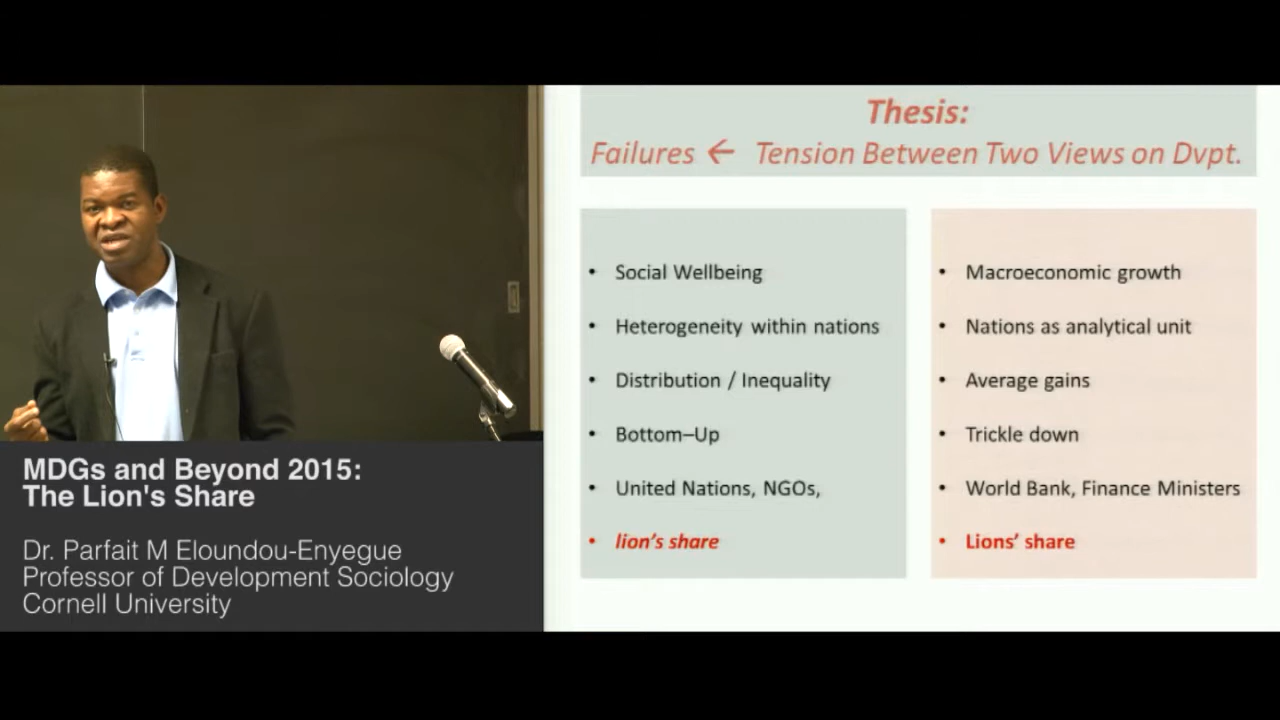 Thesis:
Failures ← Tension Between Two Views on Dvpt.
• Social Wellbeing
• Heterogeneity within nations
• Distribution / Inequality
• Bottom–Up
• United Nations, NGOs,
• lion's share
• Macroeconomic growth
• Nations as analytical unit
• Average gains
• Trickle down
• World Bank, Finance Ministers
• Lions' share
MDGs and Beyond 2015:
The Lion's Share
Dr. Parfait M Eloundou-Enyegue
Professor of Development Sociology
Cornell University